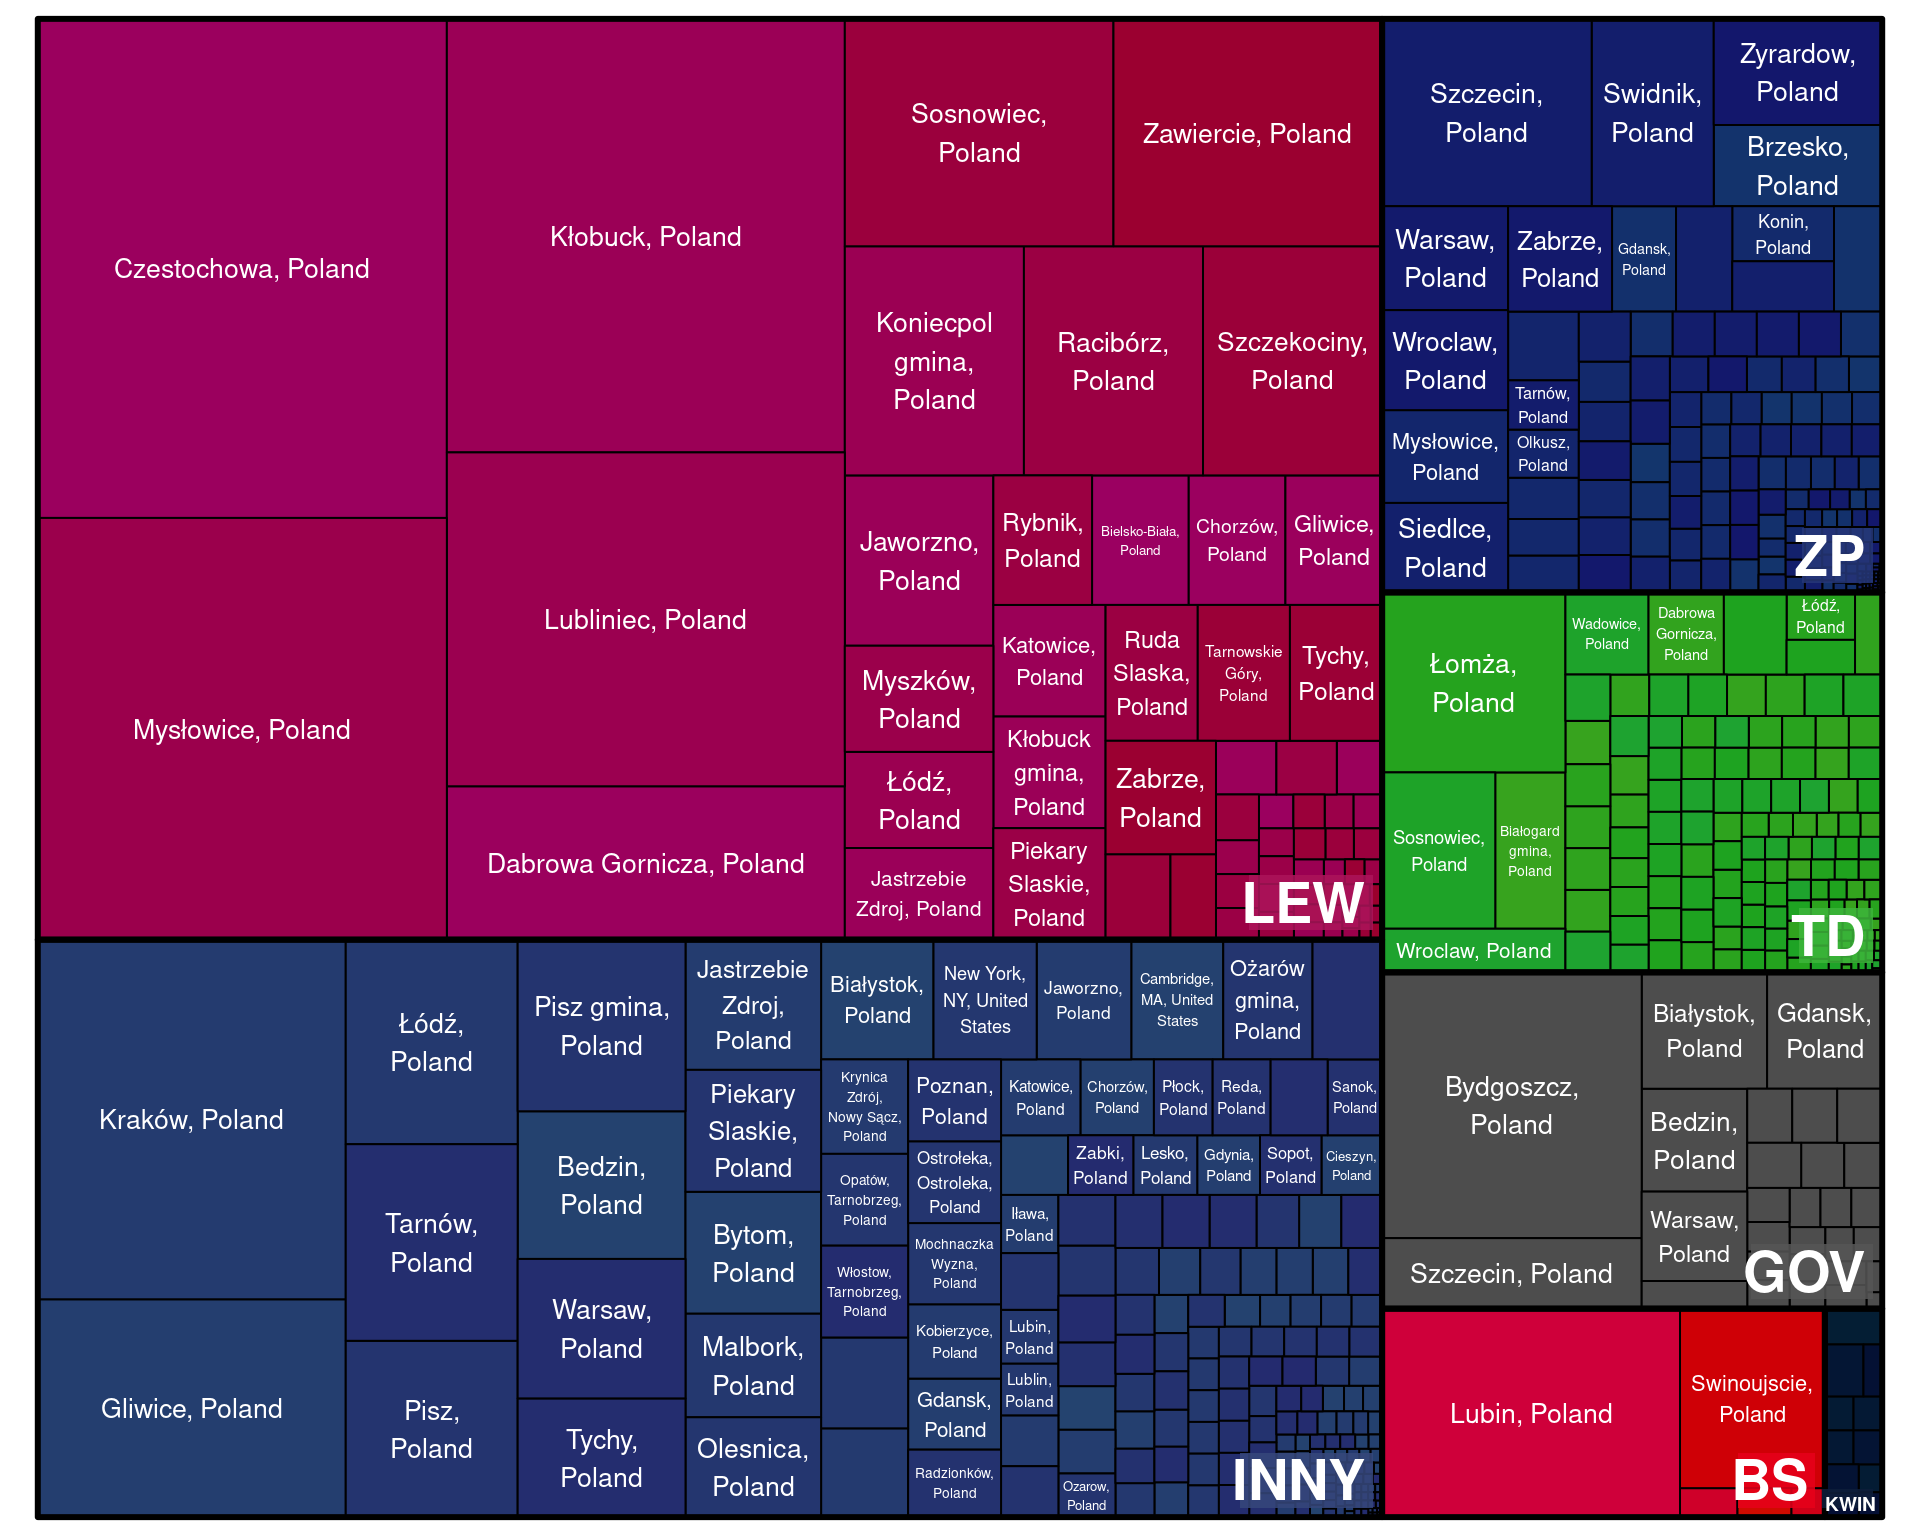 Czestochowa, Poland
Mysłowice, Poland
Kłobuck, Poland
Lubliniec, Poland
Dabrowa Gornicza, Poland
Sosnowiec,
Poland
Zawiercie, Poland
Koniecpol
gmina,
Poland
Racibórz,
Poland
Szczekociny,
Poland
Jaworzno,
Poland
Myszków,
Poland
Łódź,
Poland
Jastrzebie
Zdroj, Poland
Rybnik,
Poland
Bielsko-Biała,
Poland
Chorzów,
Poland
Gliwice,
Poland
Katowice,
Poland
Kłobuck
gmina,
Poland
Piekary
Slaskie,
Poland
Ruda
Slaska,
Poland
Tarnowskie
Góry,
Poland
Tychy,
Poland
Zabrze,
Poland
LEW
Szczecin,
Poland
Swidnik,
Poland
Zyrardow,
Poland
Brzesko,
Poland
Warsaw,
Poland
Zabrze,
Poland
Gdansk,
Poland
Konin,
Poland
Wroclaw,
Poland
Mysłowice,
Poland
Siedlce,
Poland
Tarnów,
Poland
Olkusz,
Poland
ZP
Łomża,
Poland
Wadowice,
Poland
Dabrowa
Gornicza,
Poland
Łódź,
Poland
Sosnowiec,
Poland
Białogard
gmina,
Poland
Wroclaw, Poland
TD
Kraków, Poland
Gliwice, Poland
Łódź,
Poland
Tarnów,
Poland
Pisz,
Poland
Pisz gmina,
Poland
Bedzin,
Poland
Warsaw,
Poland
Tychy,
Poland
Jastrzebie
Zdroj,
Poland
Piekary
Slaskie,
Poland
Bytom,
Poland
Malbork,
Poland
Olesnica,
Poland
Białystok,
Poland
New York,
NY, United
States
Jaworzno,
Poland
Cambridge,
MA, United
States
Ożarów
gmina,
Poland
Krynica
Zdrój,
Nowy Sącz,
Poland
Opatów,
Tarnobrzeg,
Poland
Włostow,
Tarnobrzeg,
Poland
Poznan,
Poland
Ostrołeka,
Ostroleka,
Poland
Mochnaczka
Wyzna,
Poland
Kobierzyce,
Poland
Gdansk,
Poland
Radzionków,
Poland
Katowice,
Poland
Chorzów,
Poland
Płock,
Poland
Reda,
Poland
Sanok,
Poland
Zabki,
Poland
Lesko,
Poland
Gdynia,
Poland
Sopot,
Poland
Cieszyn,
Poland
Iława,
Poland
Lubin,
Poland
Lublin,
Poland
Ozarow,
Poland
INNY
Bydgoszcz,
Poland
Szczecin, Poland
Białystok,
Poland
Gdansk,
Poland
Bedzin,
Poland
Warsaw,
Poland
GOV
Lubin, Poland
Swinoujscie,
Poland
BS
KWIN